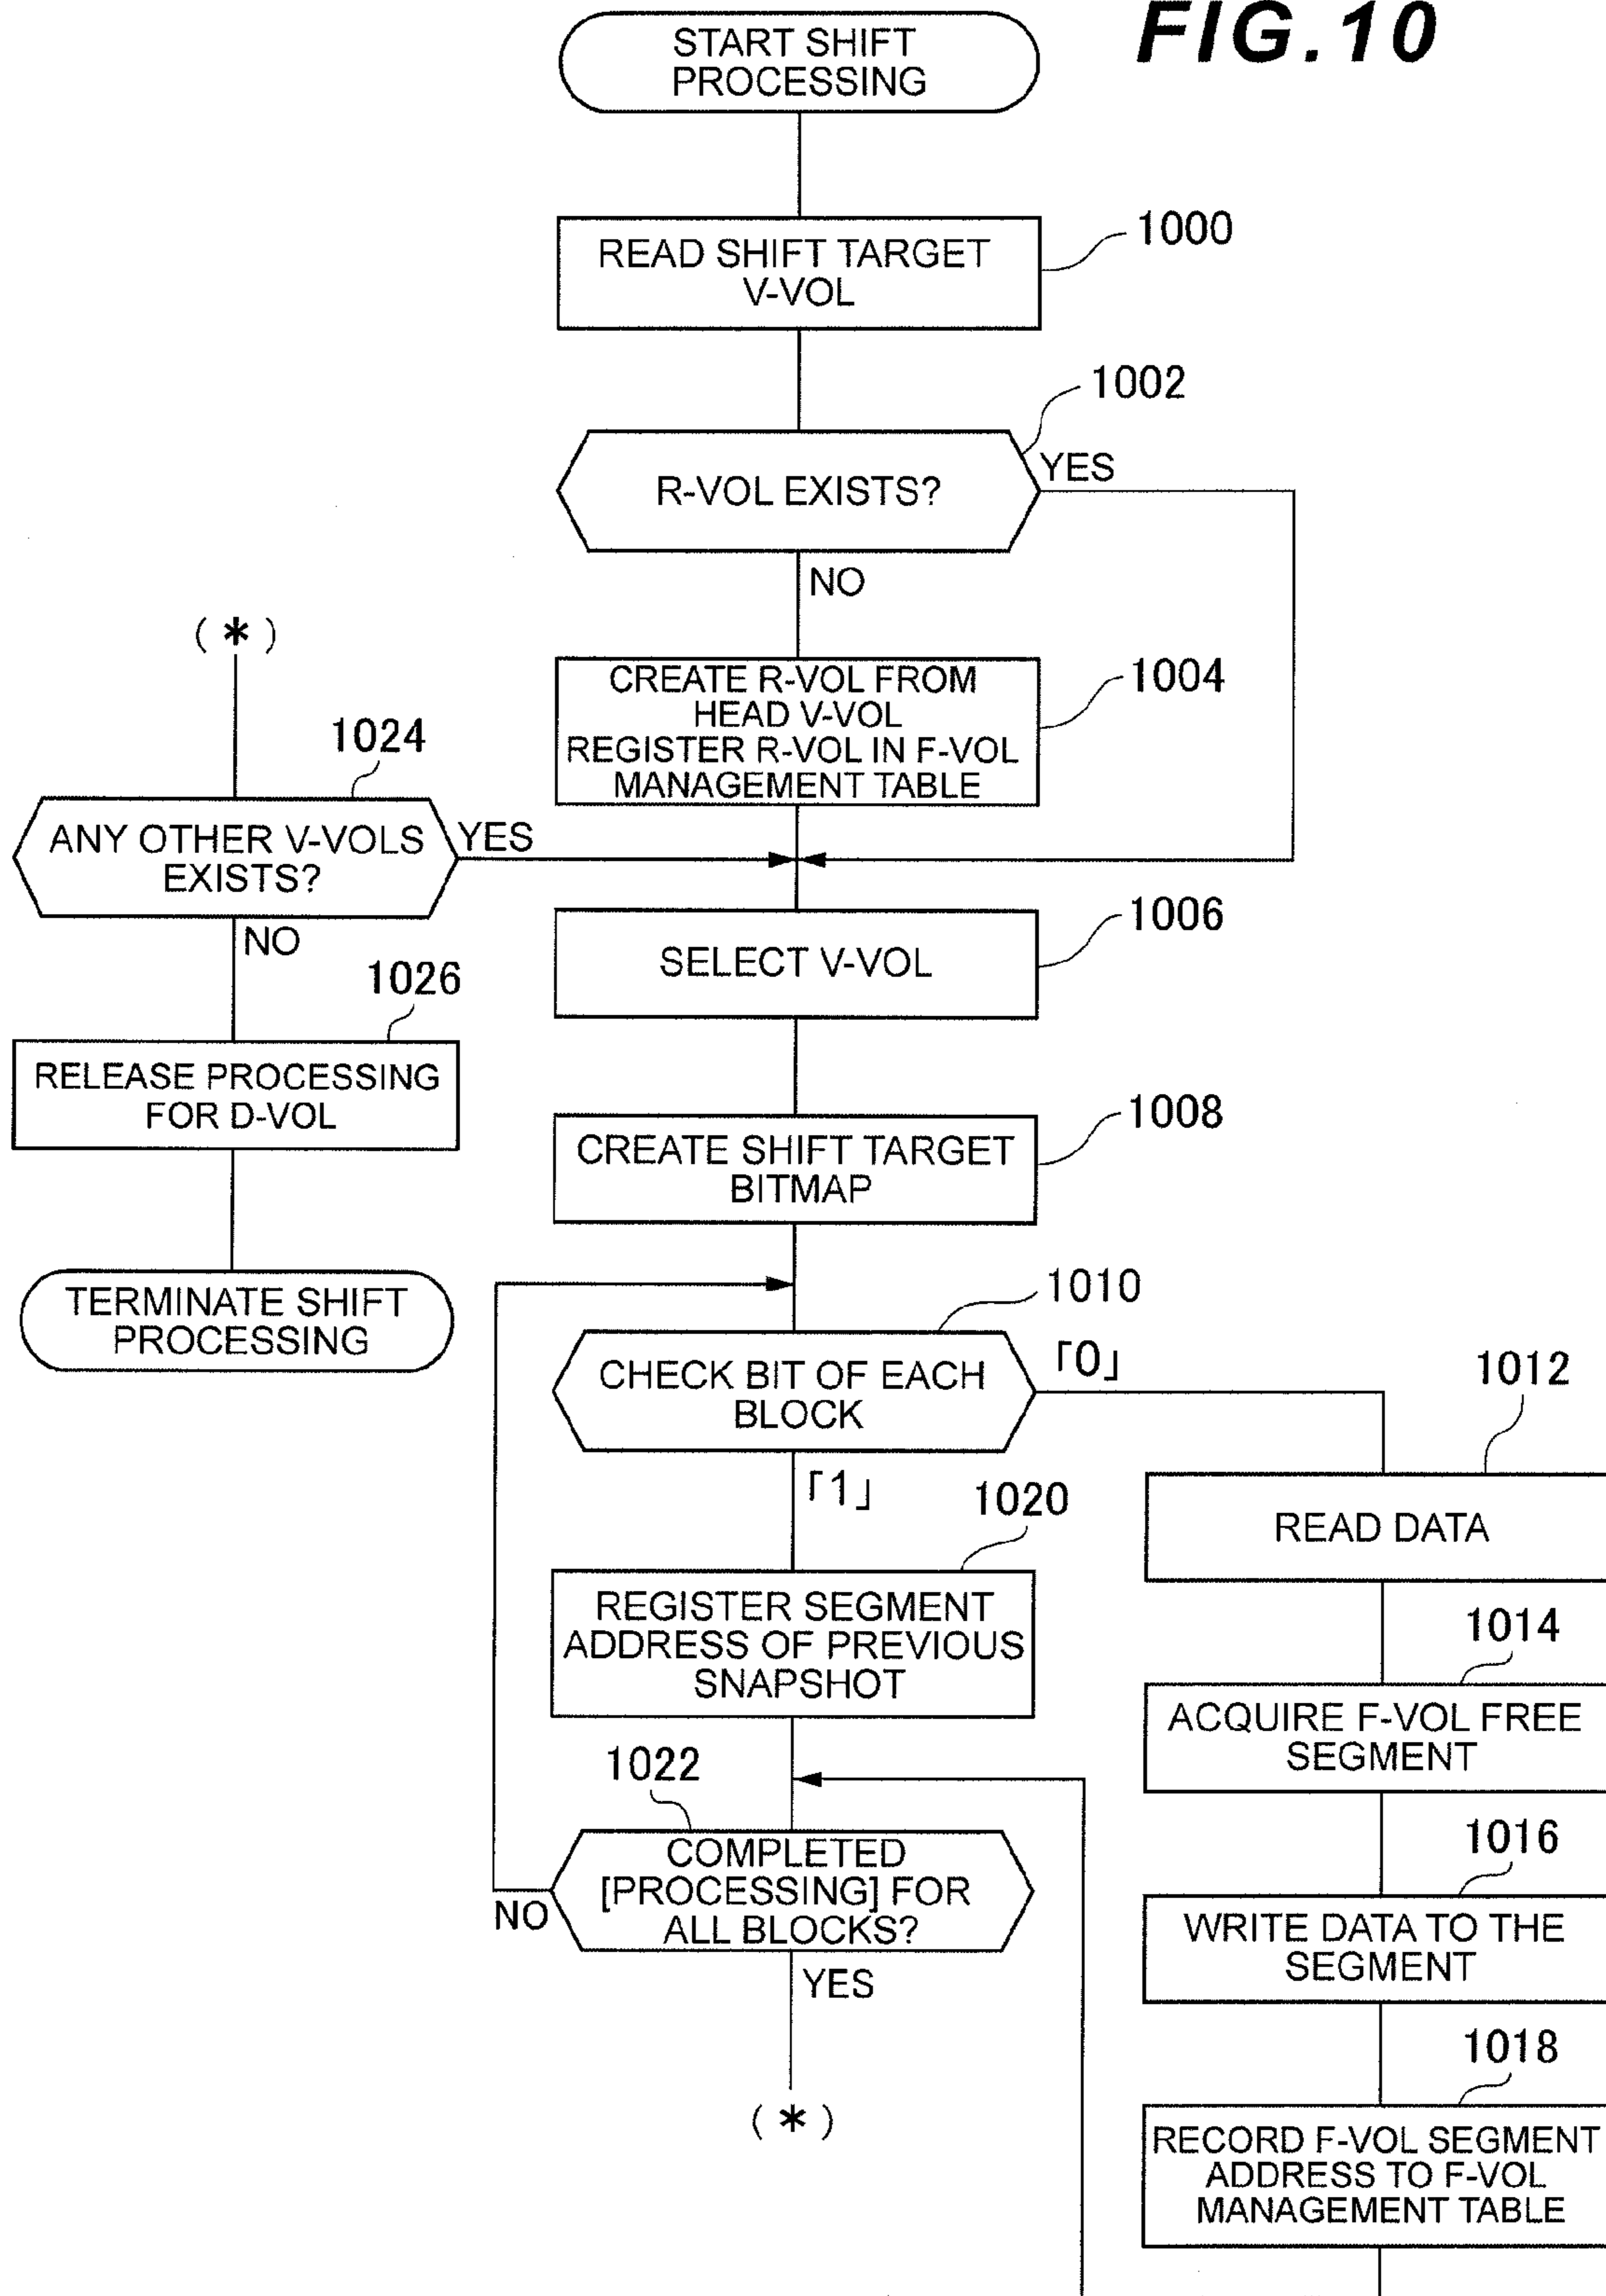 FIG.10
START SHIFT
PROCESSING
1000
READ SHIFT TARGET
V-VOL
1002
R-VOL EXISTS?
YES
NO
1004
CREATE R-VOL FROM
HEAD V-VOL
REGISTER R-VOL IN F-VOL
MANAGEMENT TABLE
(*)
1024
ANY OTHER V-VOLS
EXISTS?
YES
NO
1026
RELEASE PROCESSING
FOR D-VOL
TERMINATE SHIFT
PROCESSING
1006
SELECT V-VOL
1008
CREATE SHIFT TARGET
BITMAP
1010
CHECK BIT OF EACH
BLOCK
「0」
「1」
1012
READ DATA
1014
ACQUIRE F-VOL FREE
SEGMENT
1016
WRITE DATA TO THE
SEGMENT
1018
RECORD F-VOL SEGMENT
ADDRESS TO F-VOL
MANAGEMENT TABLE
1020
REGISTER SEGMENT
ADDRESS OF PREVIOUS
SNAPSHOT
1022
COMPLETED
[PROCESSING] FOR
ALL BLOCKS?
NO
YES
(*)